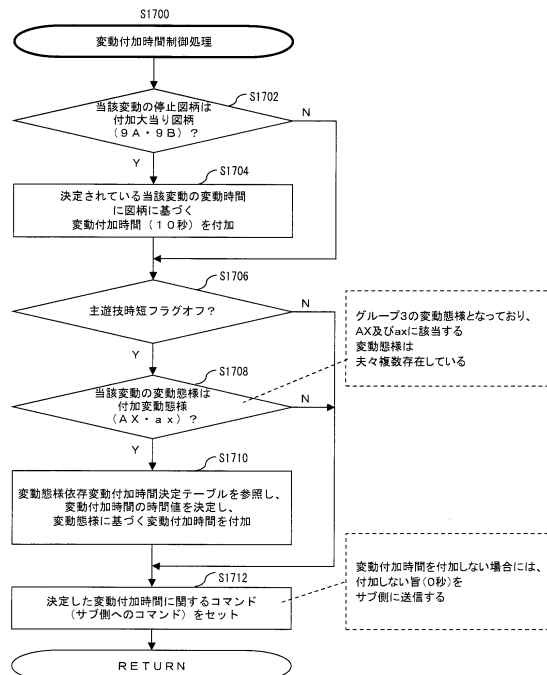 S1700
変動付加時間制御処理
S1702
当該変動の停止図柄は
付加大当り図柄
(9A・9B)?
N
Y
S1704
決定されている当該変動の変動時間
に図柄に基づく
変動付加時間(10秒)を付加
S1706
主遊技時短フラグオフ?
N
Y
グループ3の変動態様となっており、
AX及びaxに該当する
変動態様は
夫々複数存在している
S1708
当該変動の変動態様は
付加変動態様
(AX・ax)?
N
Y
S1710
変動態様依存変動付加時間決定テーブルを参照し、
変動付加時間の時間値を決定し、
変動態様に基づく変動付加時間を付加
S1712
決定した変動付加時間に関するコマンド
(サブ側へのコマンド)をセット
変動付加時間を付加しない場合には、
付加しない旨(0秒)を
サブ側に送信する
RETURN